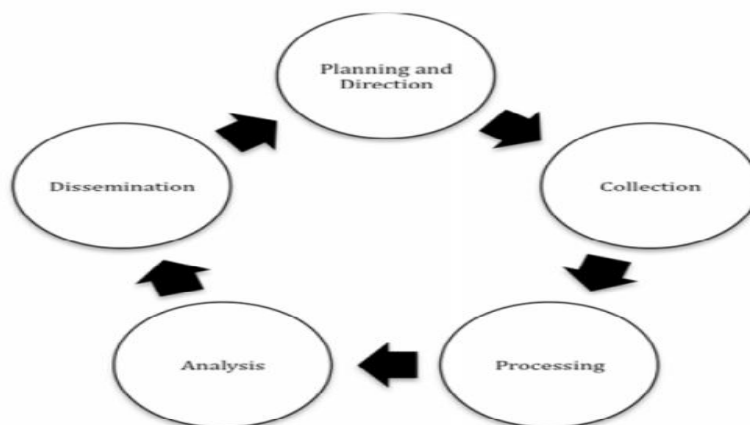 Planning and
Direction
Collection
Processing
Analysis
Dissemination